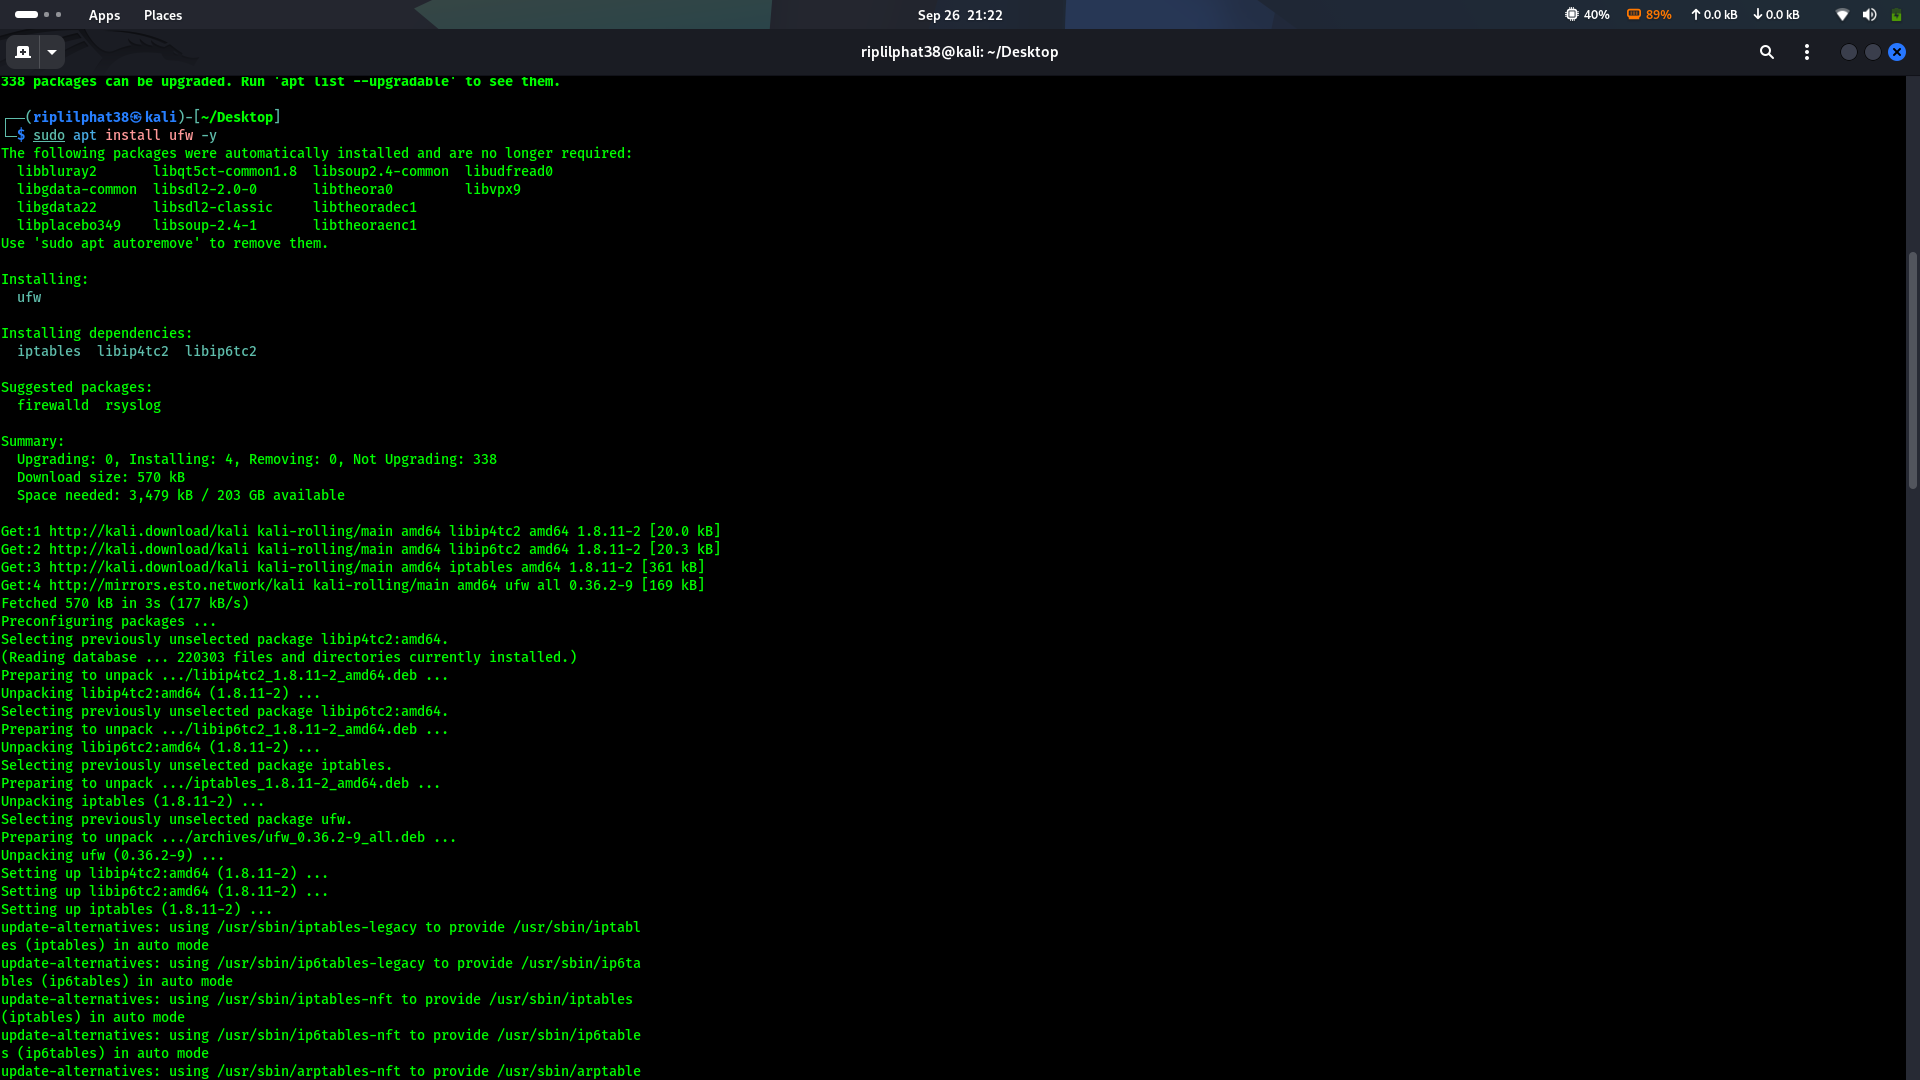 Apps Places Sep 26 21:22 40% 89% 0.0 kB 0.0 kB
riplilphat38@kali: ~/Desktop
338 packages can be upgraded. Run 'apt list --upgradable' to see them.
┌──(riplilphat38㉿kali)-[~/Desktop]
└─$ sudo apt install ufw -y
The following packages were automatically installed and are no longer required:
  libbluray2       libqt5ct-common1.8  libsoup2.4-common  libudfread0
  libgdata-common  libsdl2-2.0-0       libtheora0         libvpx9
  libgdata22       libsdl2-classic     libtheoradec1
  libplacebo349    libsoup-2.4-1       libtheoraenc1
Use 'sudo apt autoremove' to remove them.
Installing:
  ufw
Installing dependencies:
  iptables  libip4tc2  libip6tc2
Suggested packages:
  firewalld  rsyslog
Summary:
  Upgrading: 0, Installing: 4, Removing: 0, Not Upgrading: 338
  Download size: 570 kB
  Space needed: 3,479 kB / 203 GB available
Get:1 http://kali.download/kali kali-rolling/main amd64 libip4tc2 amd64 1.8.11-2 [20.0 kB]
Get:2 http://kali.download/kali kali-rolling/main amd64 libip6tc2 amd64 1.8.11-2 [20.3 kB]
Get:3 http://kali.download/kali kali-rolling/main amd64 iptables amd64 1.8.11-2 [361 kB]
Get:4 http://mirrors.esto.network/kali kali-rolling/main amd64 ufw all 0.36.2-9 [169 kB]
Fetched 570 kB in 3s (177 kB/s)
Preconfiguring packages ...
Selecting previously unselected package libip4tc2:amd64.
(Reading database ... 220303 files and directories currently installed.)
Preparing to unpack .../libip4tc2_1.8.11-2_amd64.deb ...
Unpacking libip4tc2:amd64 (1.8.11-2) ...
Selecting previously unselected package libip6tc2:amd64.
Preparing to unpack .../libip6tc2_1.8.11-2_amd64.deb ...
Unpacking libip6tc2:amd64 (1.8.11-2) ...
Selecting previously unselected package iptables.
Preparing to unpack .../iptables_1.8.11-2_amd64.deb ...
Unpacking iptables (1.8.11-2) ...
Selecting previously unselected package ufw.
Preparing to unpack .../archives/ufw_0.36.2-9_all.deb ...
Unpacking ufw (0.36.2-9) ...
Setting up libip4tc2:amd64 (1.8.11-2) ...
Setting up libip6tc2:amd64 (1.8.11-2) ...
Setting up iptables (1.8.11-2) ...
update-alternatives: using /usr/sbin/iptables-legacy to provide /usr/sbin/iptabl
es (iptables) in auto mode
update-alternatives: using /usr/sbin/ip6tables-legacy to provide /usr/sbin/ip6ta
bles (ip6tables) in auto mode
update-alternatives: using /usr/sbin/iptables-nft to provide /usr/sbin/iptables
(iptables) in auto mode
update-alternatives: using /usr/sbin/ip6tables-nft to provide /usr/sbin/ip6table
s (ip6tables) in auto mode
update-alternatives: using /usr/sbin/arptables-nft to provide /usr/sbin/arptable